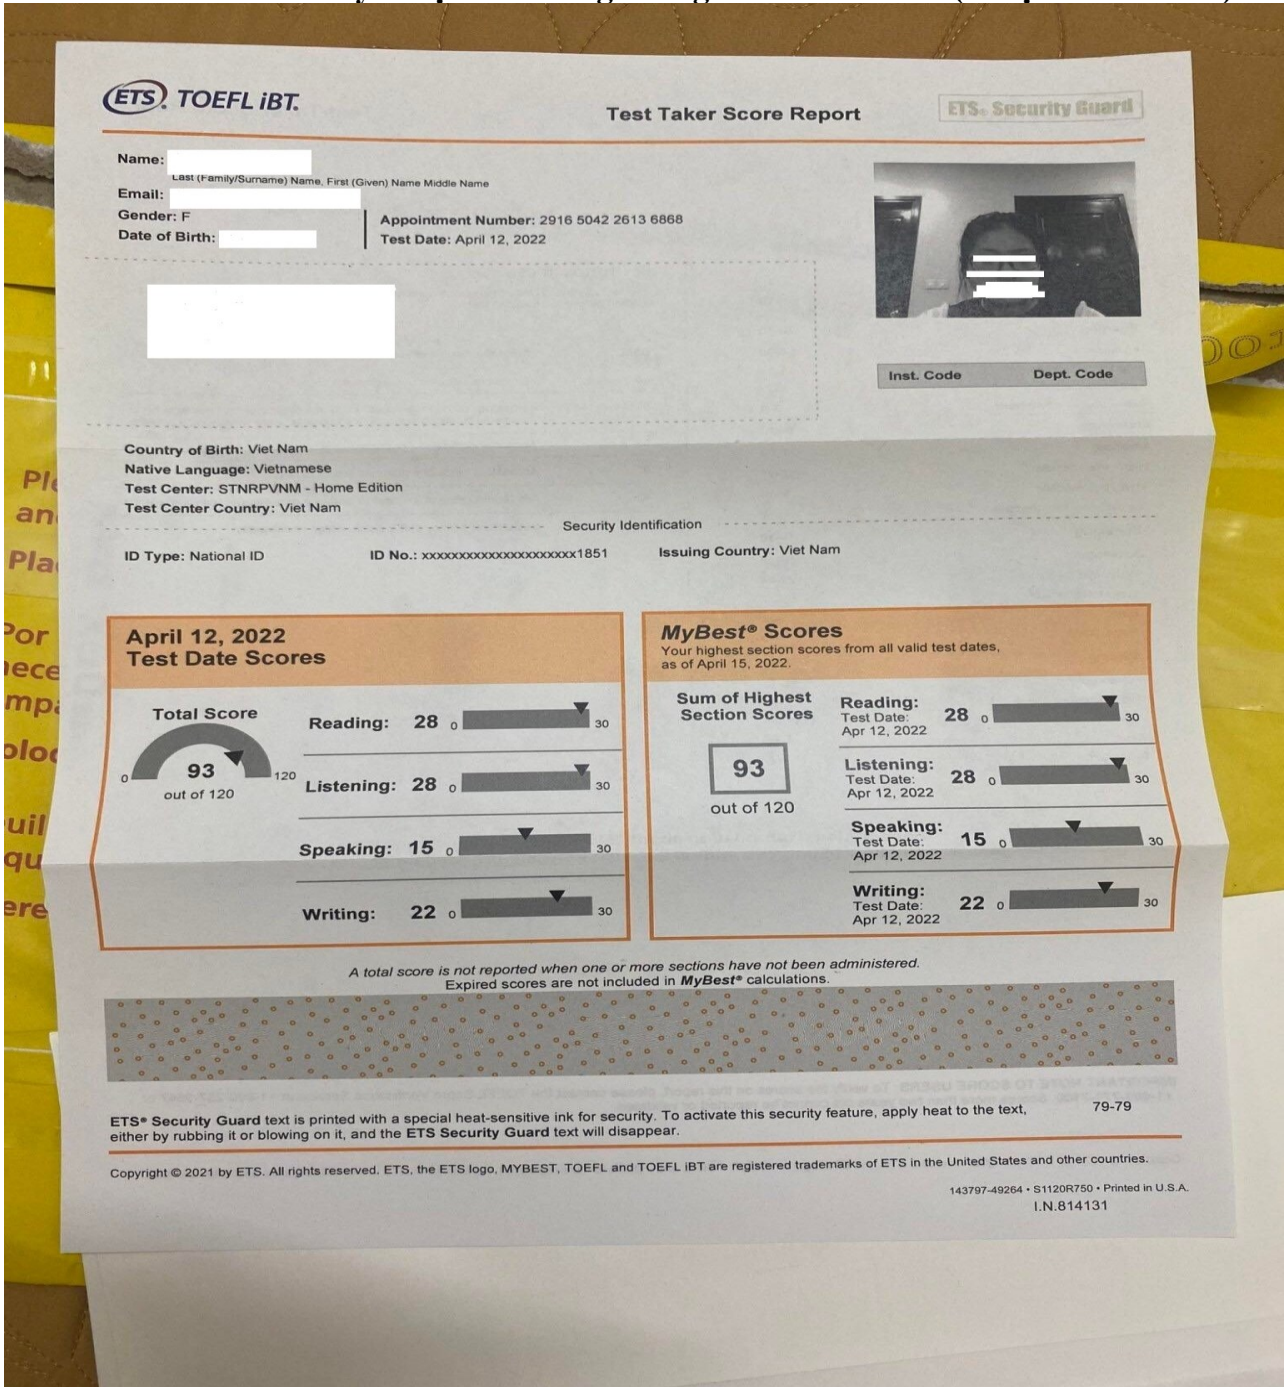 ETS® TOEFL iBT®
Test Taker Score Report
ETS® Security Guard
Name:
Last (Family/Surname) Name, First (Given) Name Middle Name
Email:
Gender: F
Date of Birth:
Appointment Number: 2916 5042 2613 6868
Test Date: April 12, 2022
Inst. Code Dept. Code
Country of Birth: Viet Nam
Native Language: Vietnamese
Test Center: STNRPVNM - Home Edition
Test Center Country: Viet Nam
Security Identification
ID Type: National ID ID No.: xxxxxxxxxxxxxxxxxxxxx1851 Issuing Country: Viet Nam
April 12, 2022
Test Date Scores
Total Score
0 93 120
out of 120
Reading: 28 0 30
Listening: 28 0 30
Speaking: 15 0 30
Writing: 22 0 30
MyBest® Scores
Your highest section scores from all valid test dates,
as of April 15, 2022.
Sum of Highest
Section Scores
93
out of 120
Reading:
Test Date:
Apr 12, 2022
28 0 30
Listening:
Test Date:
Apr 12, 2022
28 0 30
Speaking:
Test Date:
Apr 12, 2022
15 0 30
Writing:
Test Date:
Apr 12, 2022
22 0 30
A total score is not reported when one or more sections have not been administered.
Expired scores are not included in MyBest® calculations.
ETS® Security Guard text is printed with a special heat-sensitive ink for security. To activate this security feature, apply heat to the text,
either by rubbing it or blowing on it, and the ETS Security Guard text will disappear.
79-79
Copyright © 2021 by ETS. All rights reserved. ETS, the ETS logo, MYBEST, TOEFL and TOEFL iBT are registered trademarks of ETS in the United States and other countries.
143797-49264 • S1120R750 • Printed in U.S.A.
I.N.814131